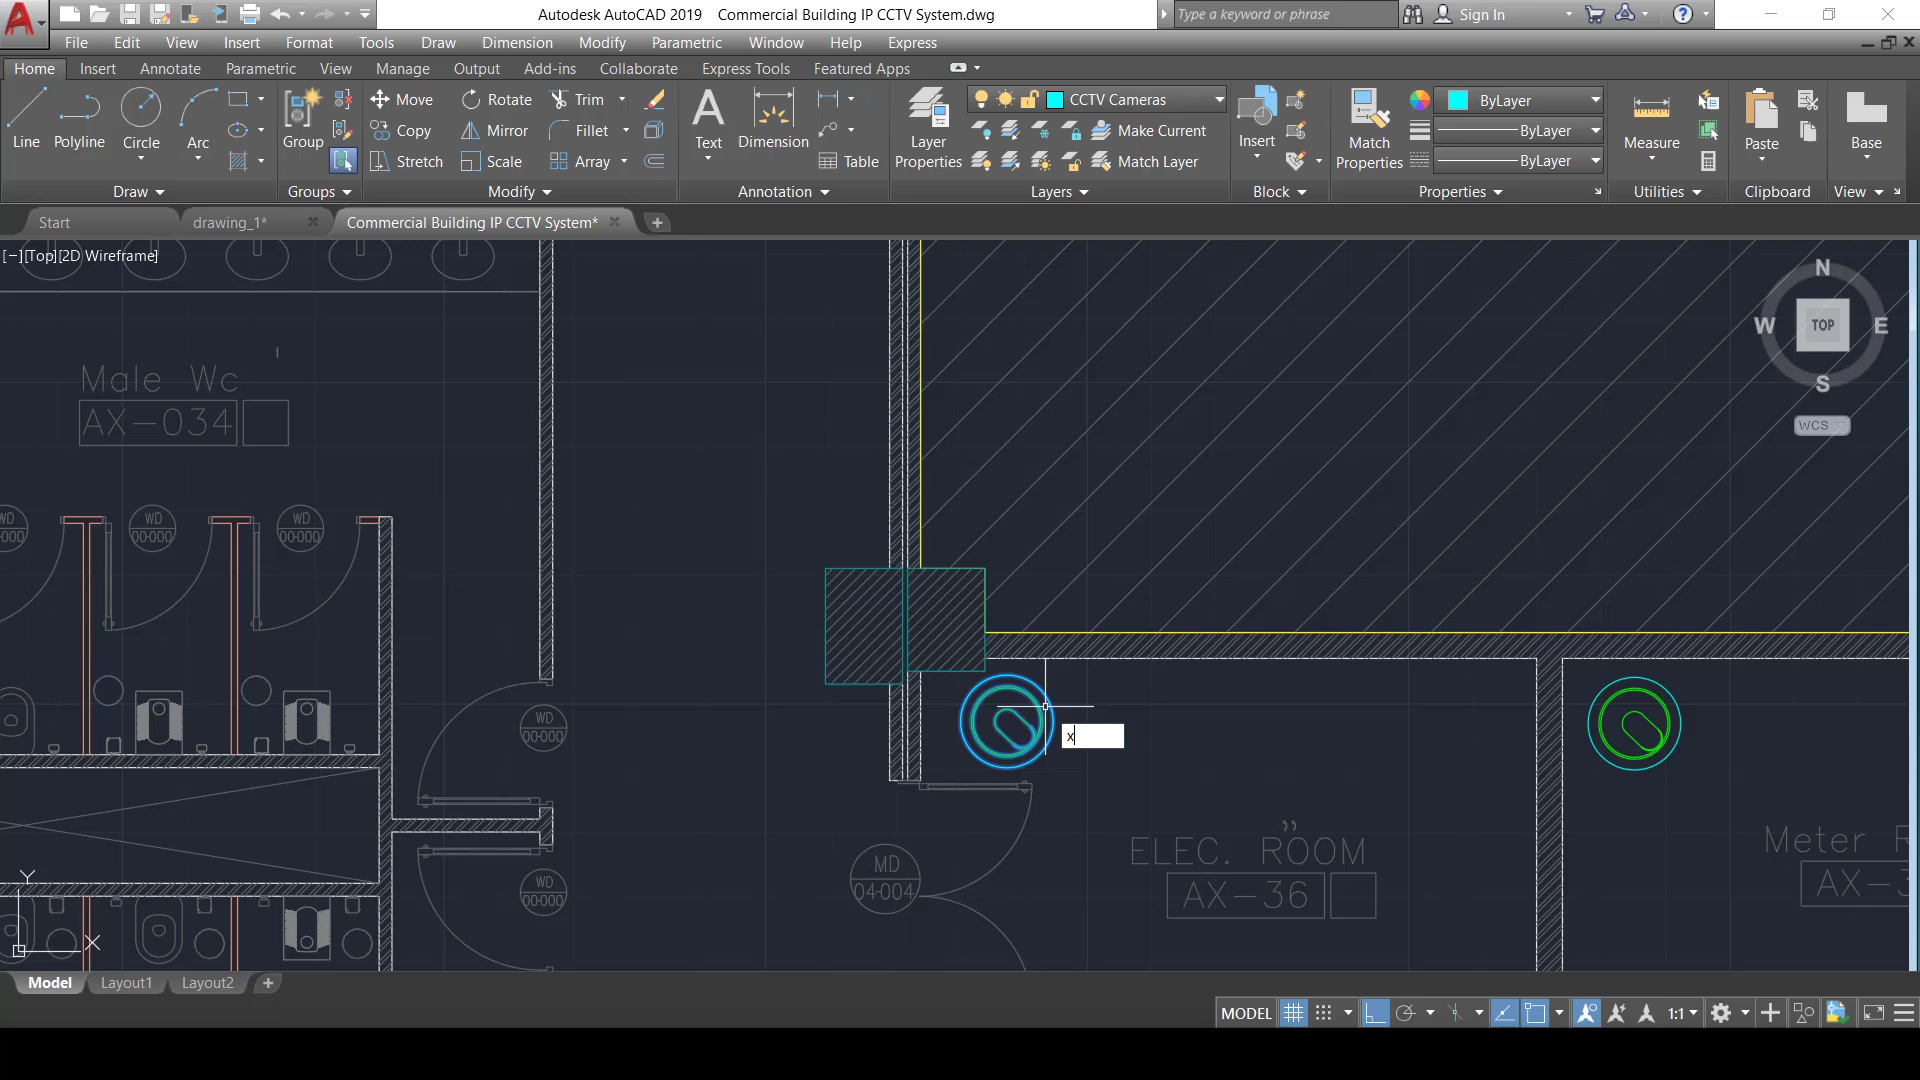 Autodesk AutoCAD 2019 Commercial Building IP CCTV System.dwg
Type a keyword or phrase
Sign In
File Edit View Insert Format Tools Draw Dimension Modify Parametric Window Help Express
Home Insert Annotate Parametric View Manage Output Add-ins Collaborate Express Tools Featured Apps
Line Polyline Circle Arc
Group
Move Rotate Trim
Copy Mirror Fillet
Stretch Scale Array
Text Dimension Table
Layer Properties
CCTV Cameras
Make Current
Match Layer
Insert
Match Properties
ByLayer
ByLayer
ByLayer
Measure
Paste
Base
Draw Groups Modify Annotation Layers Block Properties Utilities Clipboard View
Start drawing_1* Commercial Building IP CCTV System*
[−][Top][2D Wireframe]
N
W TOP E
S
WCS
Male Wc
AX-034
WD
00-000
WD
00-000
WD
00-000
WD
00-000
x
MD
04-004
WD
00-000
ELEC. ROOM
AX-36
Meter
AX-
Y
X
Model Layout1 Layout2
MODEL
1:1